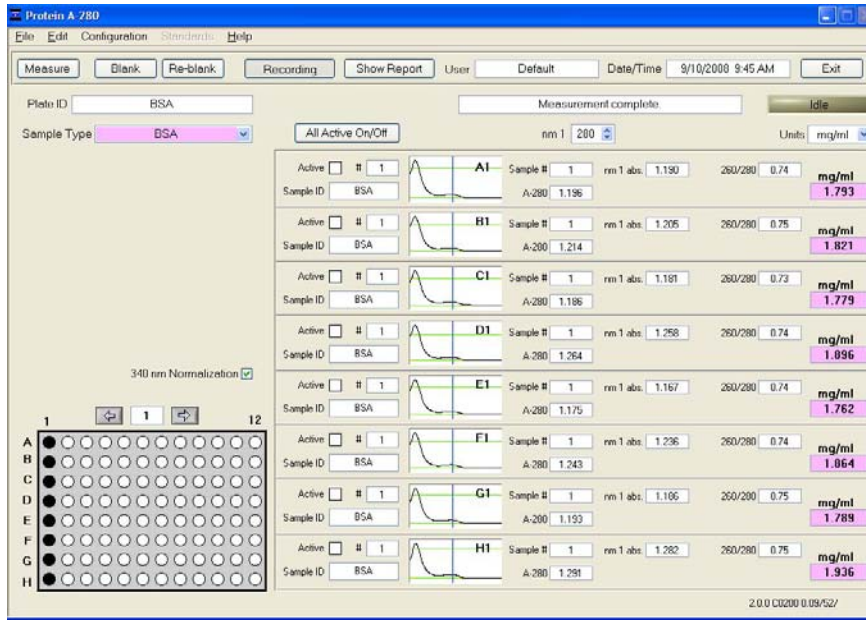 Protein A-280
File Edit Configuration Standards Help
Measure Blank Re-blank Recording Show Report User Default Date/Time 9/10/2008 9:45 AM Exit
Plate ID BSA Measurement complete. Idle
Sample Type BSA All Active On/Off nm 1 280 Units mg/ml
Active # 1 A1 Sample # 1 nm 1 abs. 1.190 260/280 0.74 mg/ml
Sample ID BSA A-280 1.196 1.793
Active # 1 B1 Sample # 1 nm 1 abs. 1.205 260/280 0.75 mg/ml
Sample ID BSA A-280 1.214 1.821
Active # 1 C1 Sample # 1 nm 1 abs. 1.181 260/280 0.73 mg/ml
Sample ID BSA A-280 1.186 1.779
Active # 1 D1 Sample # 1 nm 1 abs. 1.258 260/280 0.74 mg/ml
Sample ID BSA A-280 1.264 1.896
340 nm Normalization
Active # 1 E1 Sample # 1 nm 1 abs. 1.167 260/280 0.74 mg/ml
Sample ID BSA A-280 1.175 1.762
1 1 12
Active # 1 F1 Sample # 1 nm 1 abs. 1.236 260/280 0.74 mg/ml
Sample ID BSA A-280 1.243 1.864
Active # 1 G1 Sample # 1 nm 1 abs. 1.186 260/280 0.75 mg/ml
Sample ID BSA A-280 1.193 1.789
Active # 1 H1 Sample # 1 nm 1 abs. 1.282 260/280 0.75 mg/ml
Sample ID BSA A-280 1.291 1.936
A
B
C
D
E
F
G
H
2.0.0 C0200 0.09/52/